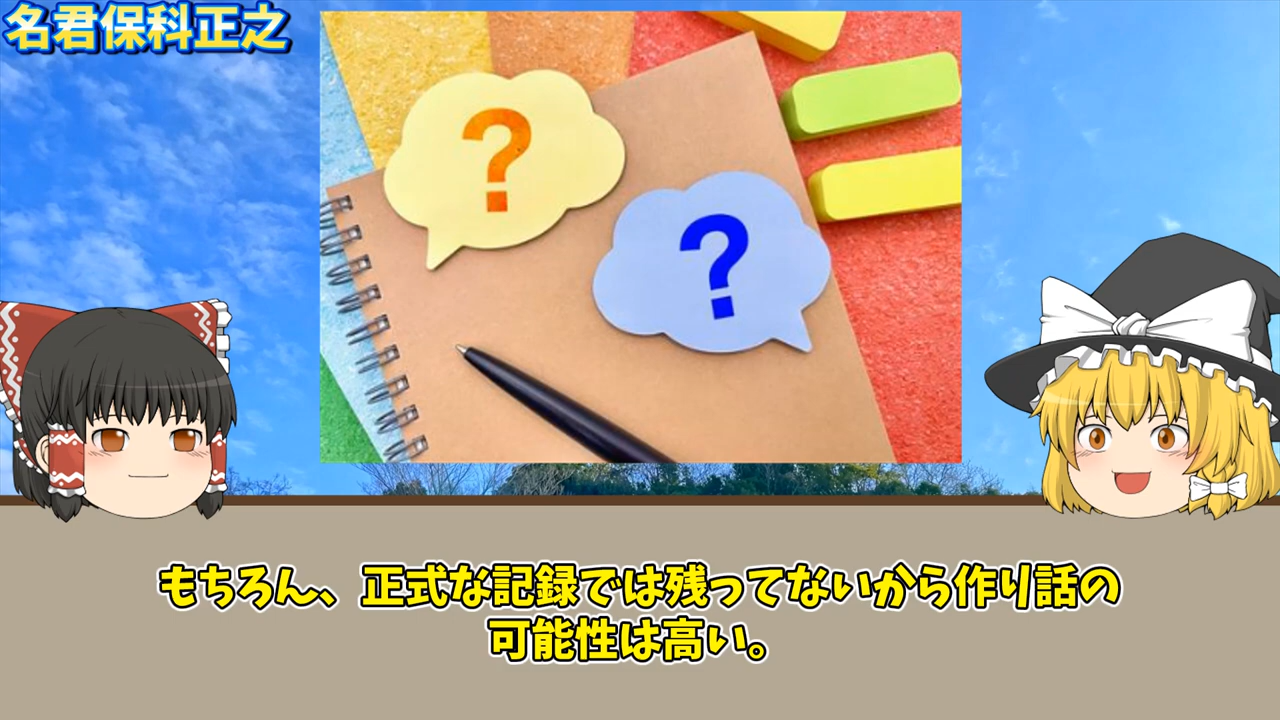 名君保科正之
?
?
もちろん、正式な記録では残ってないから作り話の
可能性は高い。